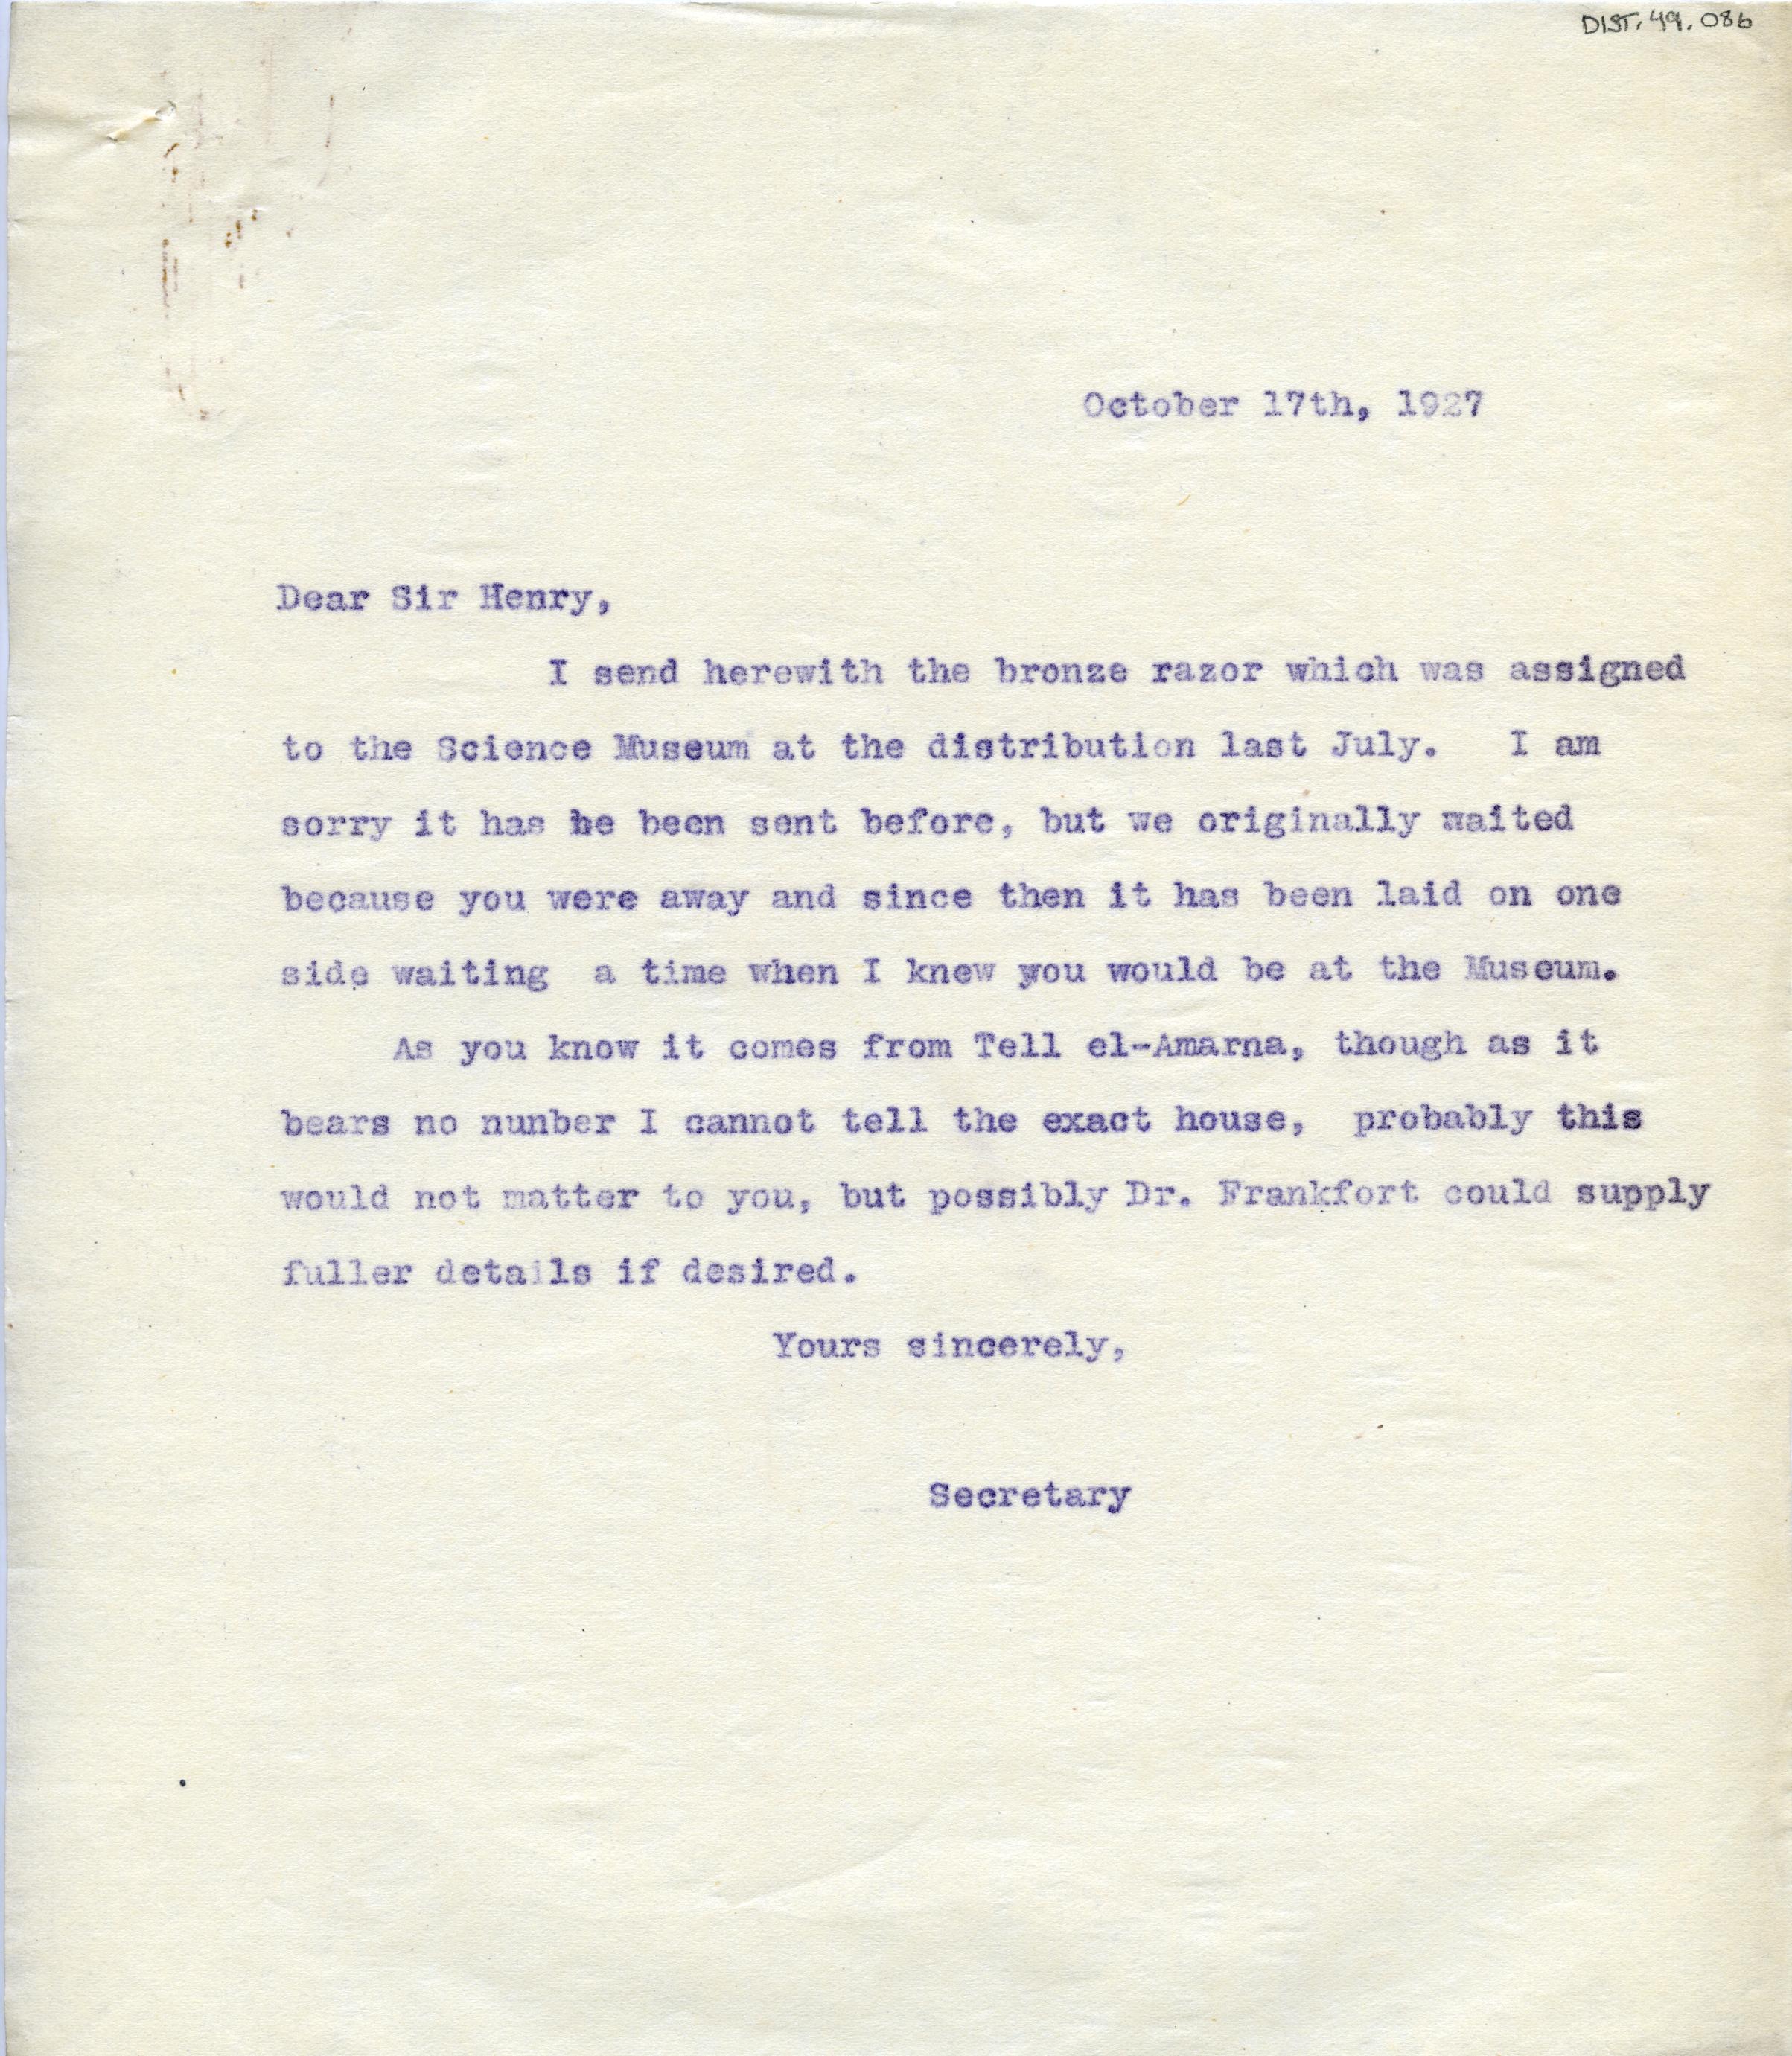 DIST. 49. 08b
October 17th, 1927
Dear Sir Henry,
I send herewith the bronze razor which was assigned
to the Science Museum at the distribution last July. I am
sorry it has be been sent before, but we originally waited
because you were away and since then it has been laid on one
side waiting a time when I knew you would be at the Museum.
As you know it comes from Tell el-Amarna, though as it
bears no nunber I cannot tell the exact house, probably this
would not matter to you, but possibly Dr. Frankfort could supply
fuller details if desired.
Yours sincerely,
Secretary